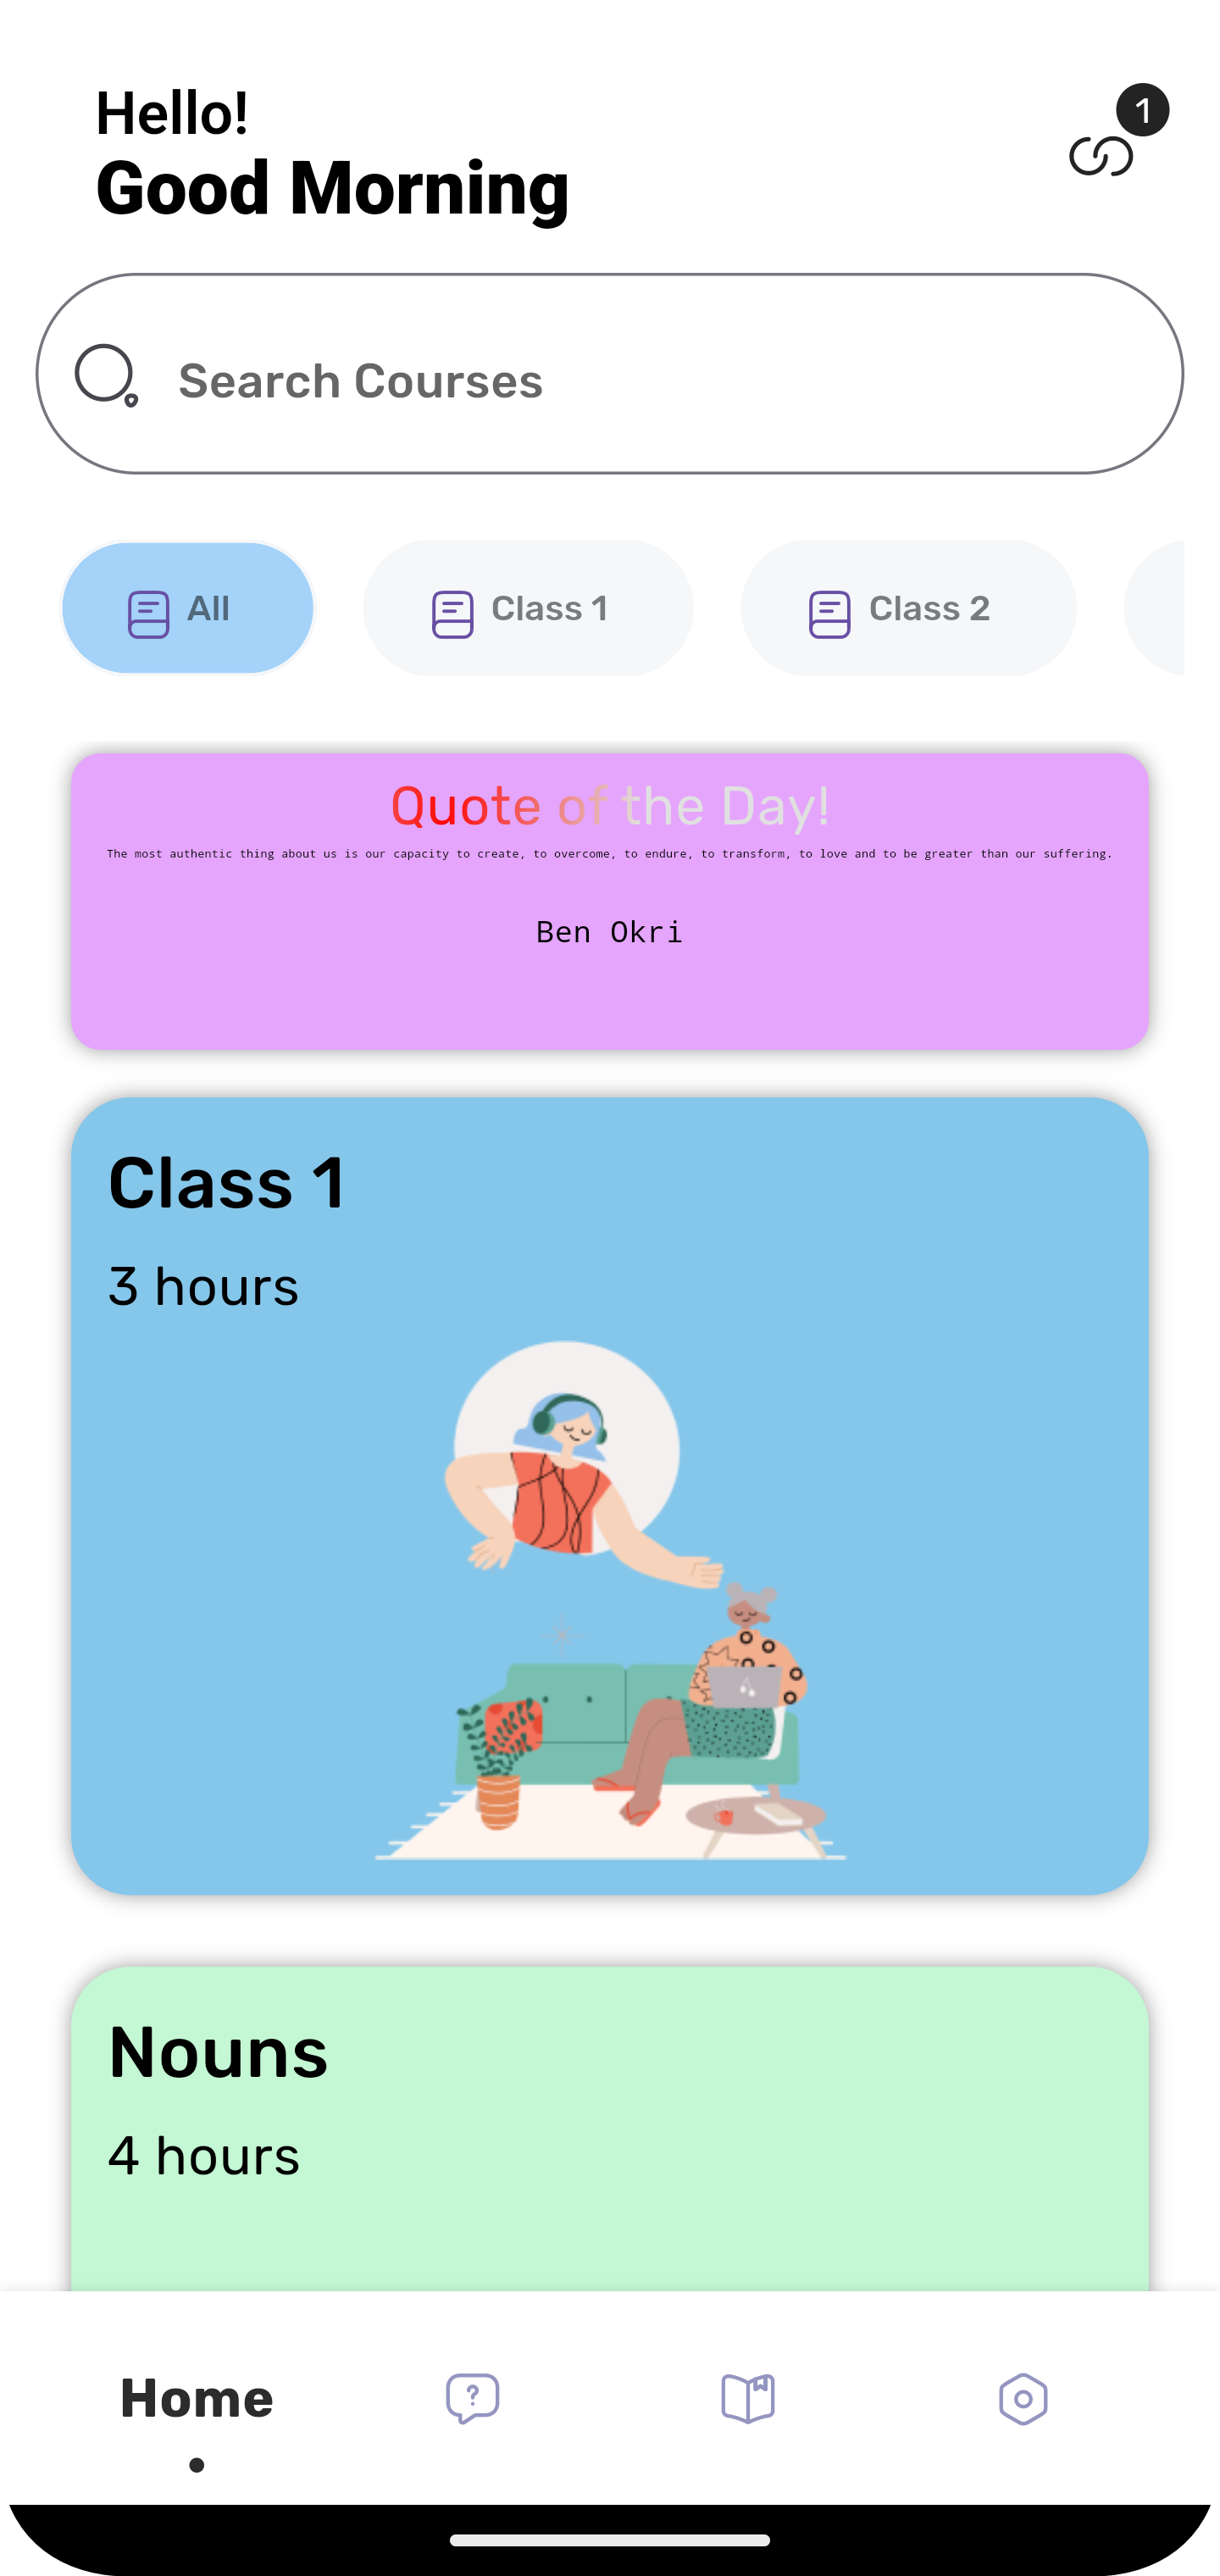 Hello!
1
Good Morning
Search Courses
All
Class 1
Class 2
Quote of the Day!
The most authentic thing about us is our capacity to create, to overcome, to endure, to transform, to love and to be greater than our suffering.
Ben Okri
Class 1
3 hours
Nouns
4 hours
Home